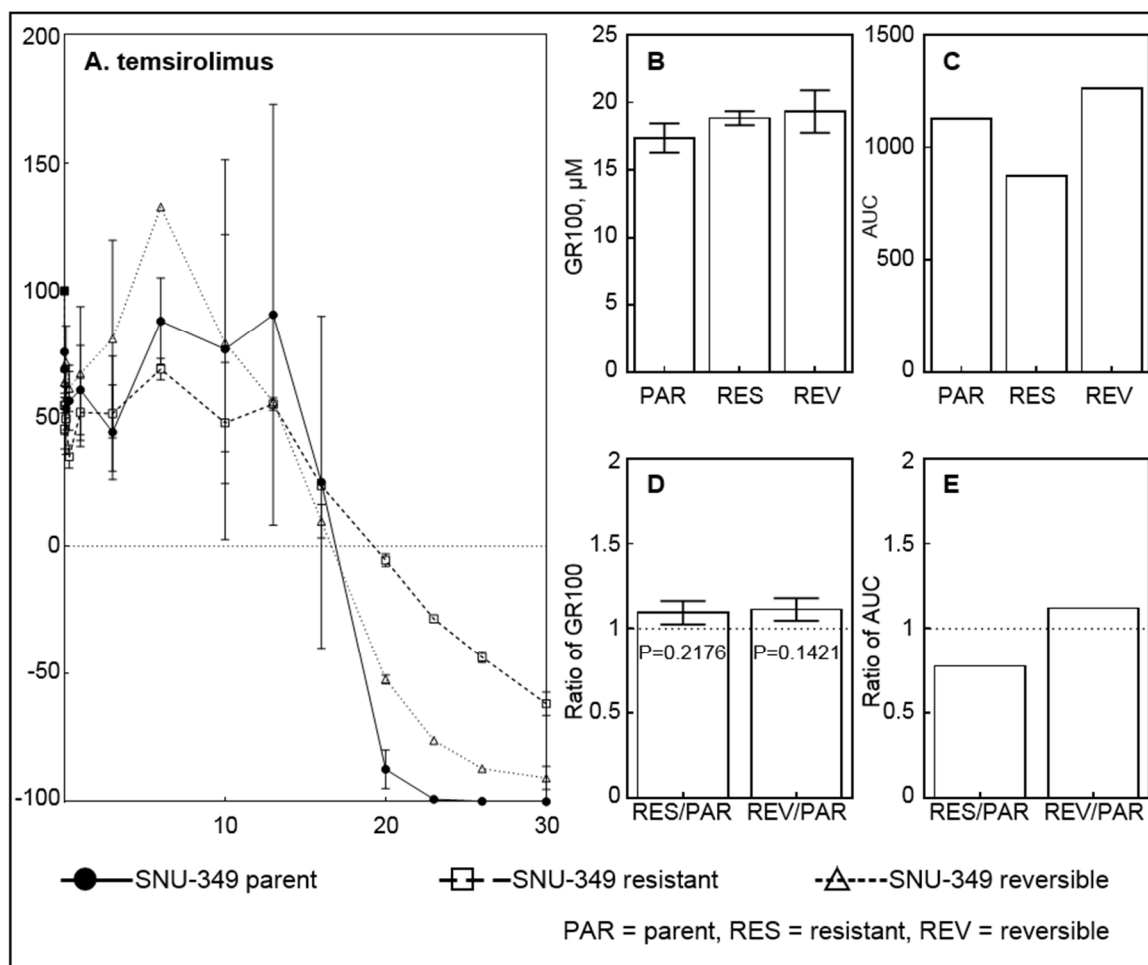 A. temsirolimus
200
150
100
50
0
-50
-100
10
20
30
B
GR100, µM
25
20
15
10
5
0
PAR RES REV
C
AUC
1500
1000
500
0
PAR RES REV
D
Ratio of GR100
2
1.5
1
0.5
0
P=0.2176 P=0.1421
RES/PAR REV/PAR
E
Ratio of AUC
2
1.5
1
0.5
0
RES/PAR REV/PAR
SNU-349 parent SNU-349 resistant SNU-349 reversible
PAR = parent, RES = resistant, REV = reversible